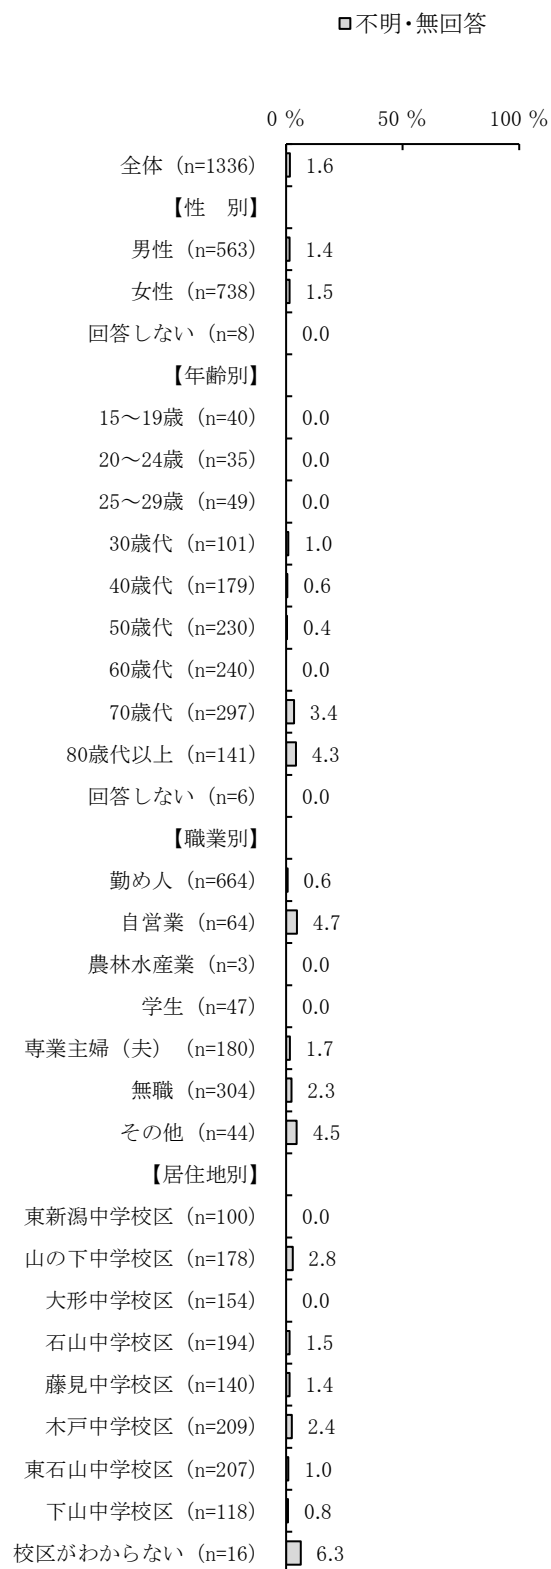 不明・無回答
0 % 50 % 100 %
全体 (n=1336) 1.6
【性　別】
男性 (n=563) 1.4
女性 (n=738) 1.5
回答しない (n=8) 0.0
【年齢別】
15～19歳 (n=40) 0.0
20～24歳 (n=35) 0.0
25～29歳 (n=49) 0.0
30歳代 (n=101) 1.0
40歳代 (n=179) 0.6
50歳代 (n=230) 0.4
60歳代 (n=240) 0.0
70歳代 (n=297) 3.4
80歳代以上 (n=141) 4.3
回答しない (n=6) 0.0
【職業別】
勤め人 (n=664) 0.6
自営業 (n=64) 4.7
農林水産業 (n=3) 0.0
学生 (n=47) 0.0
専業主婦（夫） (n=180) 1.7
無職 (n=304) 2.3
その他 (n=44) 4.5
【居住地別】
東新潟中学校区 (n=100) 0.0
山の下中学校区 (n=178) 2.8
大形中学校区 (n=154) 0.0
石山中学校区 (n=194) 1.5
藤見中学校区 (n=140) 1.4
木戸中学校区 (n=209) 2.4
東石山中学校区 (n=207) 1.0
下山中学校区 (n=118) 0.8
校区がわからない (n=16) 6.3